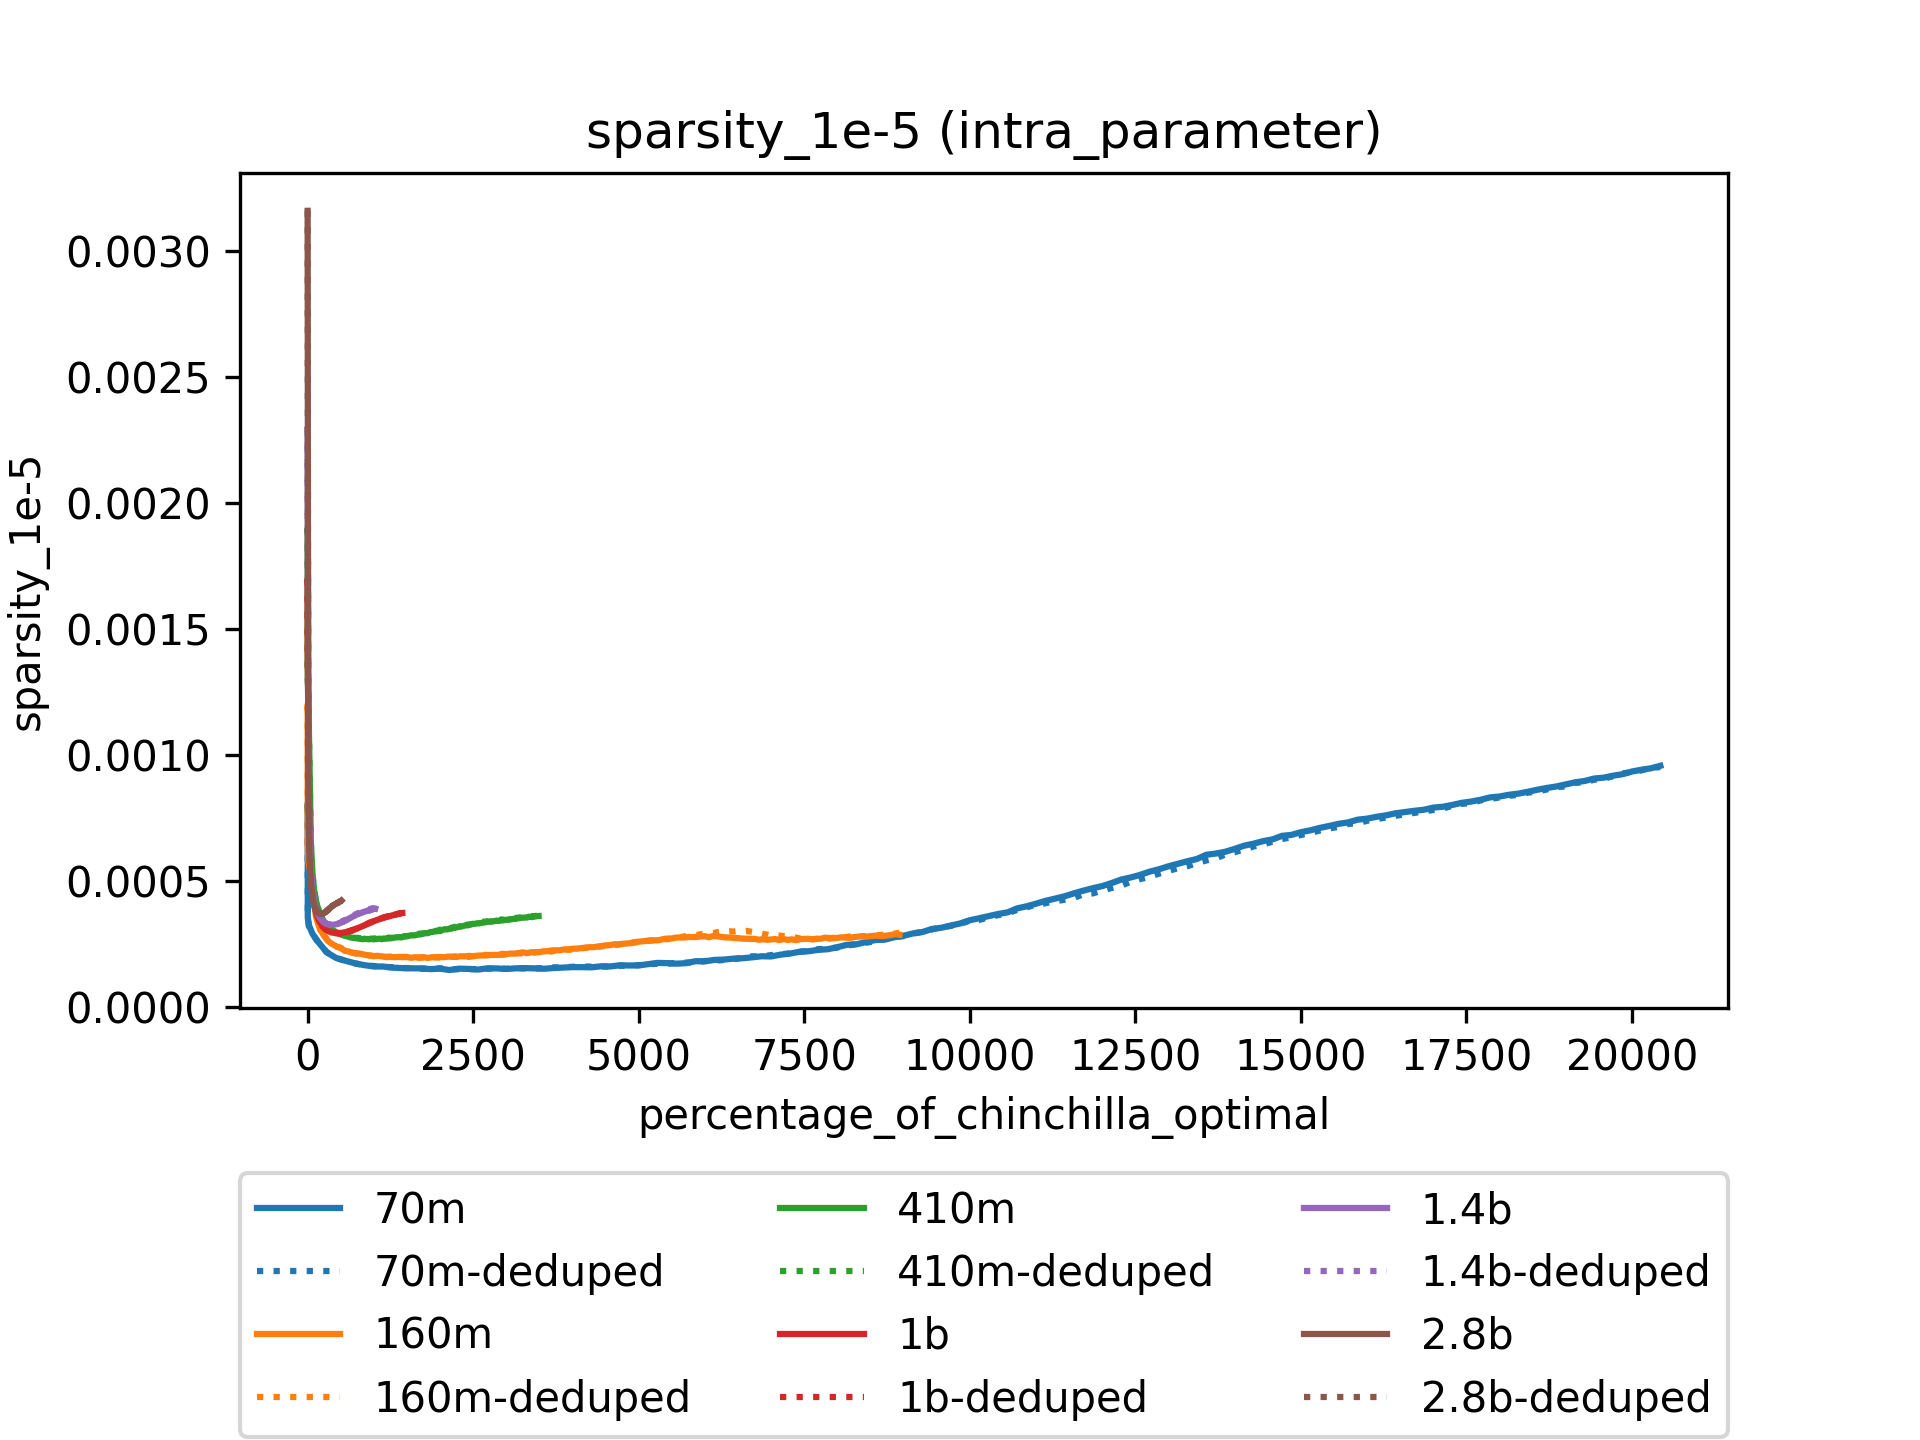 sparsity_1e-5 (intra_parameter)
sparsity_1e-5
0.0030
0.0025
0.0020
0.0015
0.0010
0.0005
0.0000
0 2500 5000 7500 10000 12500 15000 17500 20000
percentage_of_chinchilla_optimal
70m
70m-deduped
160m
160m-deduped
410m
410m-deduped
1b
1b-deduped
1.4b
1.4b-deduped
2.8b
2.8b-deduped